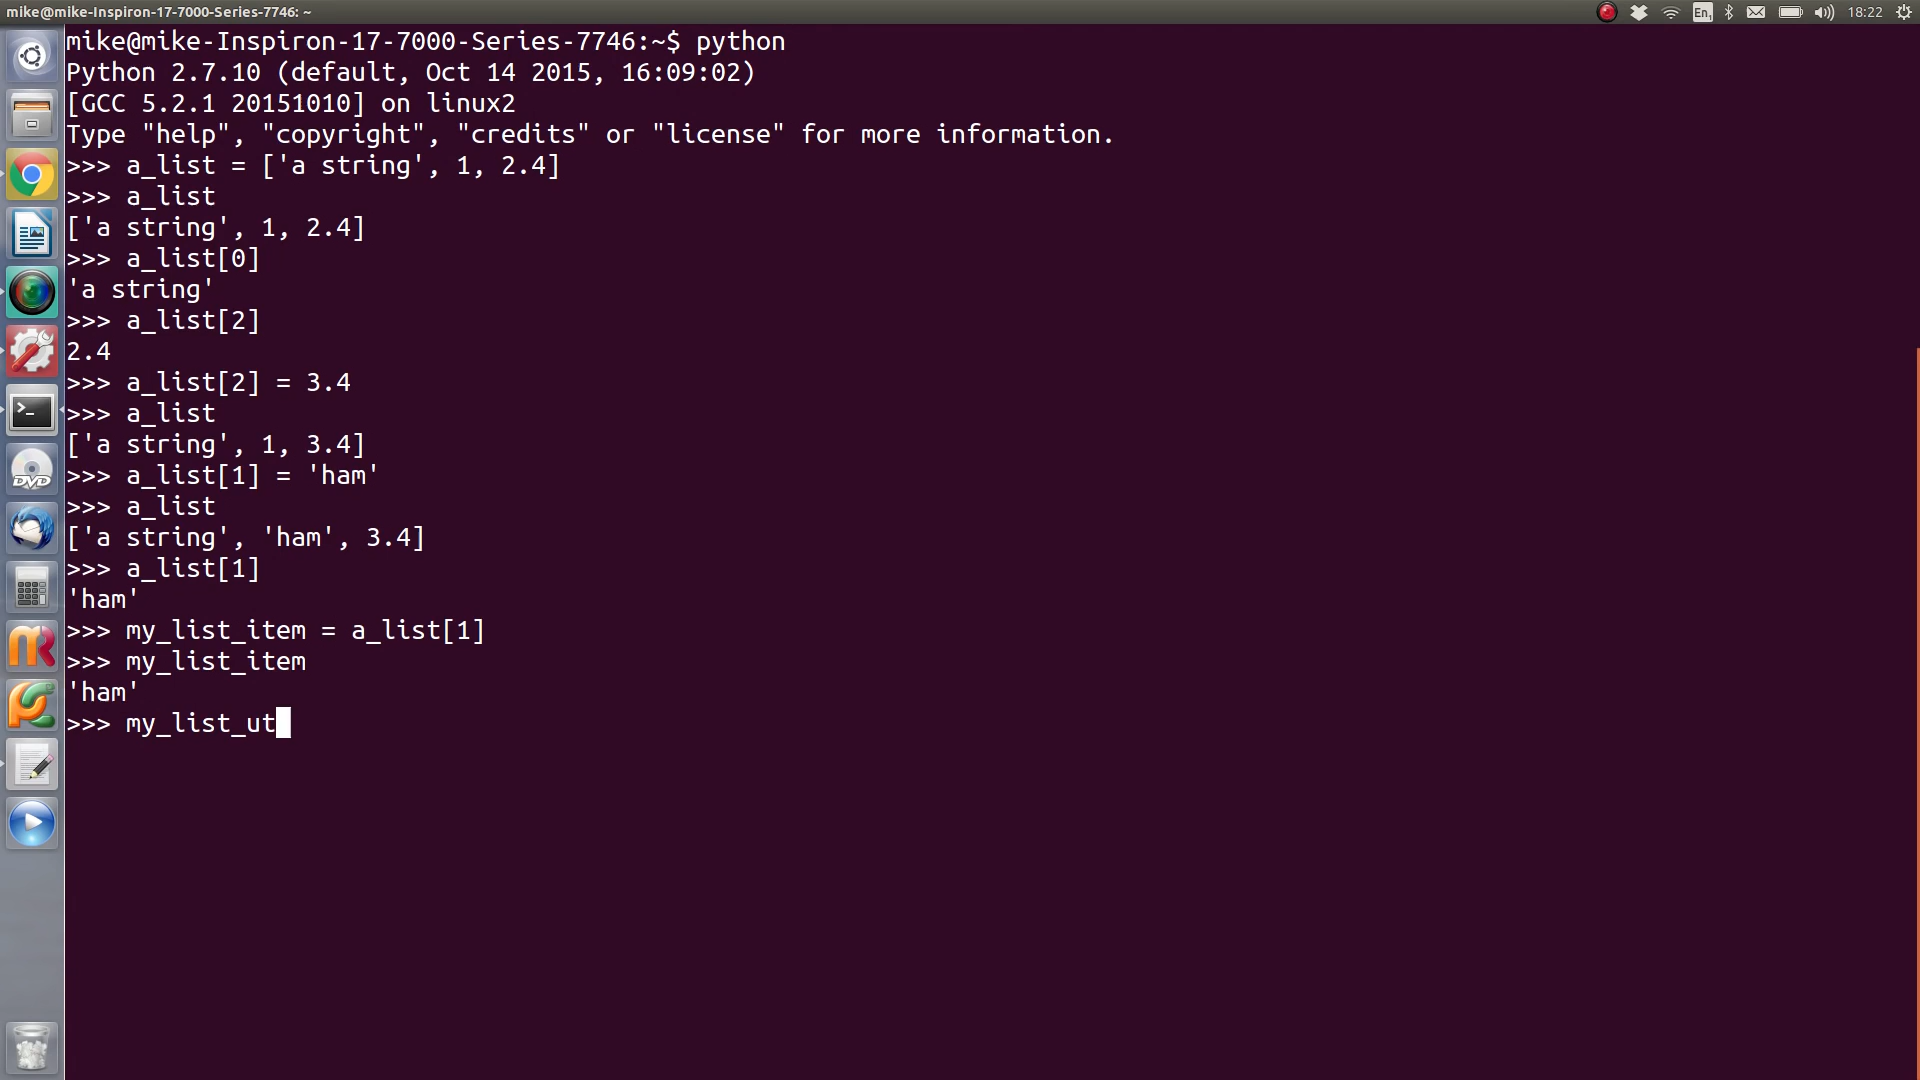 mike@mike-Inspiron-17-7000-Series-7746: ~
En1
18:22
mike@mike-Inspiron-17-7000-Series-7746:~$ python
Python 2.7.10 (default, Oct 14 2015, 16:09:02)
[GCC 5.2.1 20151010] on linux2
Type "help", "copyright", "credits" or "license" for more information.
>>> a_list = ['a string', 1, 2.4]
>>> a_list
['a string', 1, 2.4]
>>> a_list[0]
'a string'
>>> a_list[2]
2.4
>>> a_list[2] = 3.4
>>> a_list
['a string', 1, 3.4]
>>> a_list[1] = 'ham'
>>> a_list
['a string', 'ham', 3.4]
>>> a_list[1]
'ham'
>>> my_list_item = a_list[1]
>>> my_list_item
'ham'
>>> my_list_ut
>_
DVD